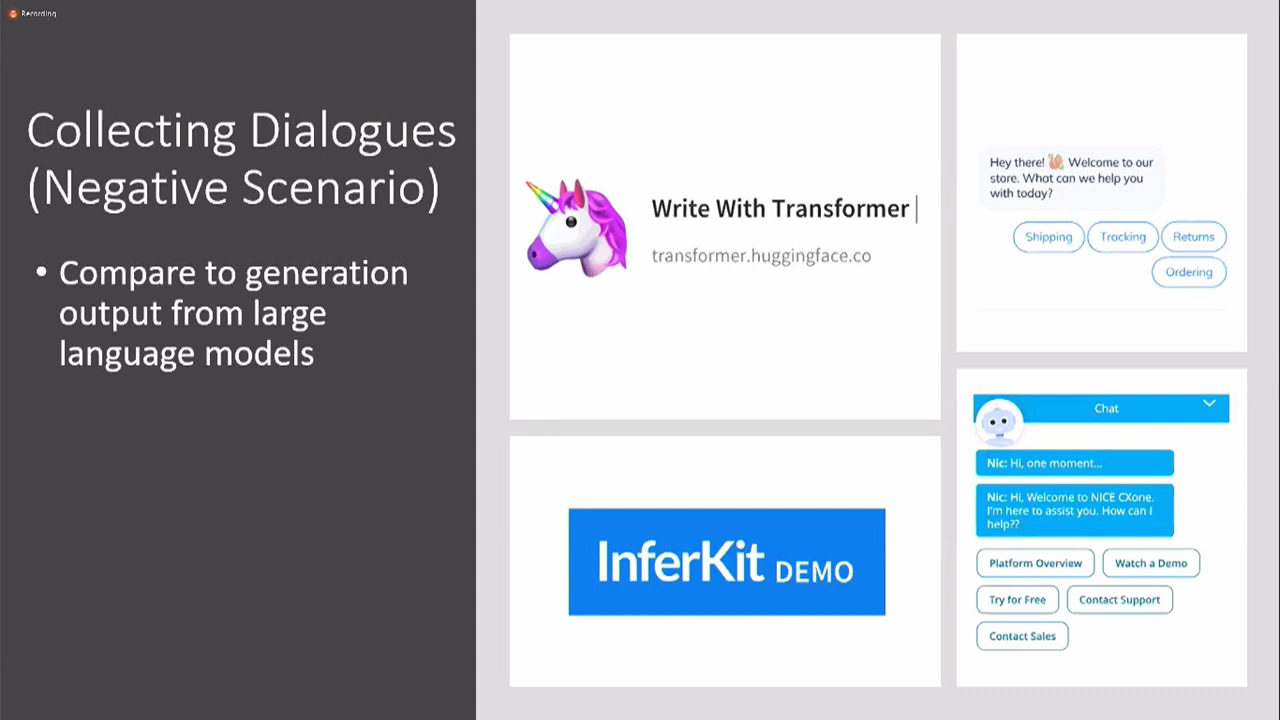 Recording
Collecting Dialogues
(Negative Scenario)
• Compare to generation
output from large
language models
Write With Transformer
transformer.huggingface.co
InferKit DEMO
Hey there! 👋 Welcome to our
store. What can we help you
with today?
Shipping Tracking Returns
Ordering
Chat
Nic: Hi, one moment...
Nic: Hi, Welcome to NICE CXone.
I'm here to assist you. How can I
help??
Platform Overview Watch a Demo
Try for Free Contact Support
Contact Sales